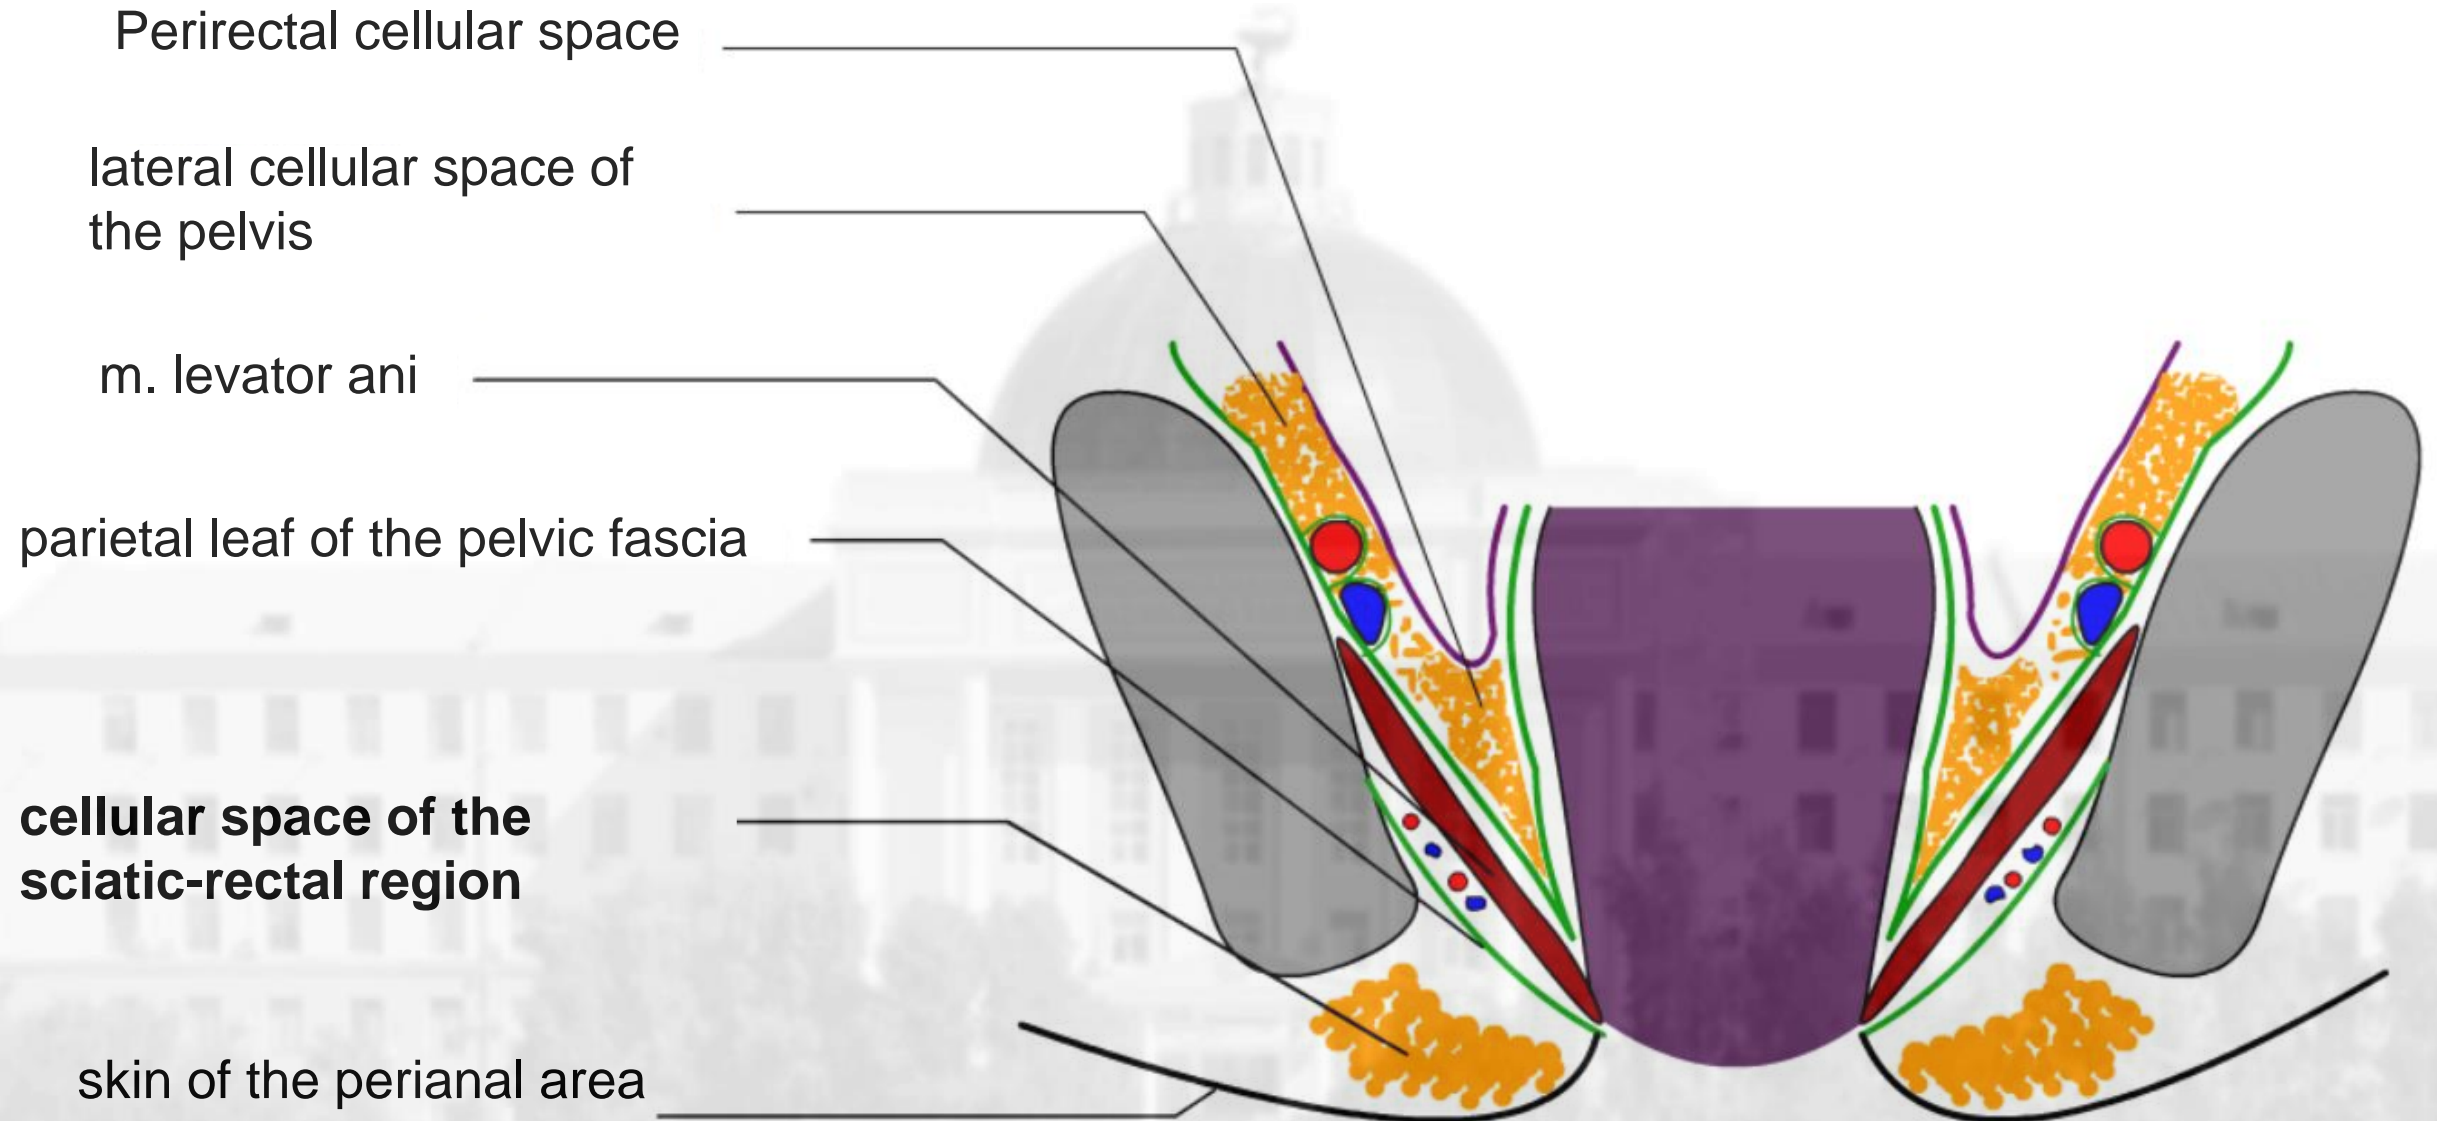 Perirectal cellular space
lateral cellular space of
the pelvis
m. levator ani
parietal leaf of the pelvic fascia
cellular space of the
sciatic-rectal region
skin of the perianal area